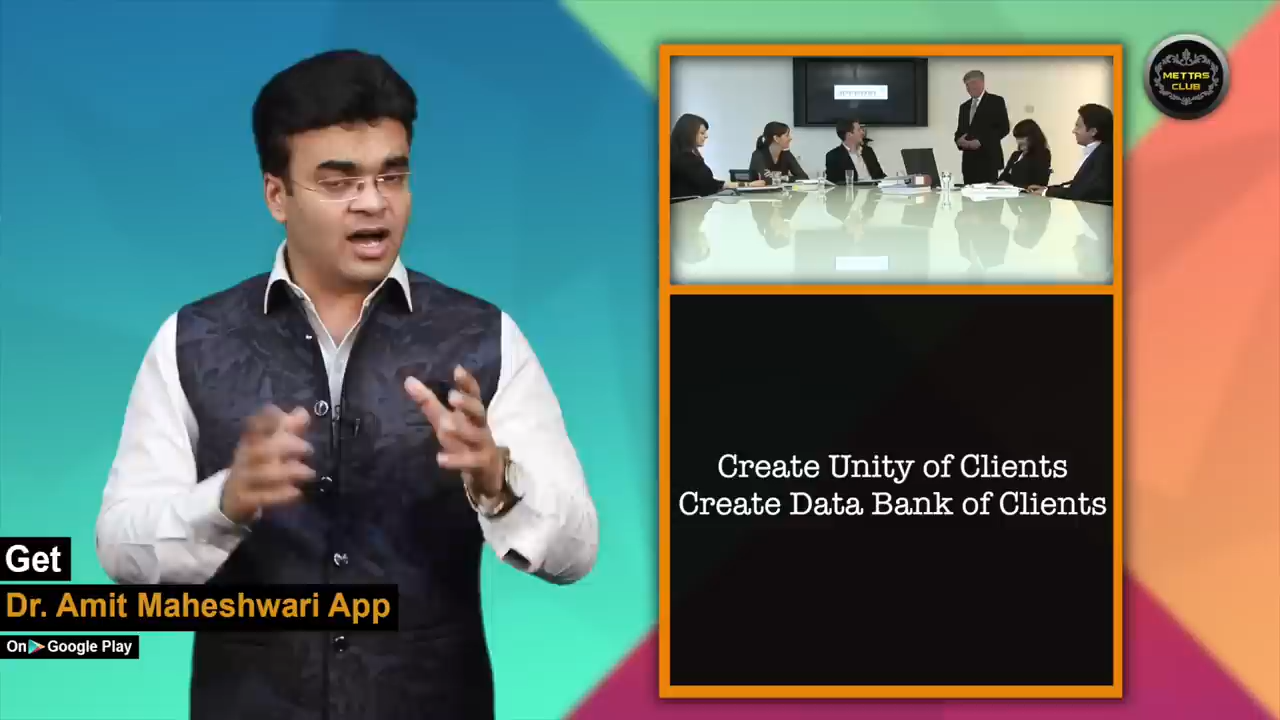 METTAS
CLUB
Create Unity of Clients
Create Data Bank of Clients
Get
Dr. Amit Maheshwari App
On Google Play